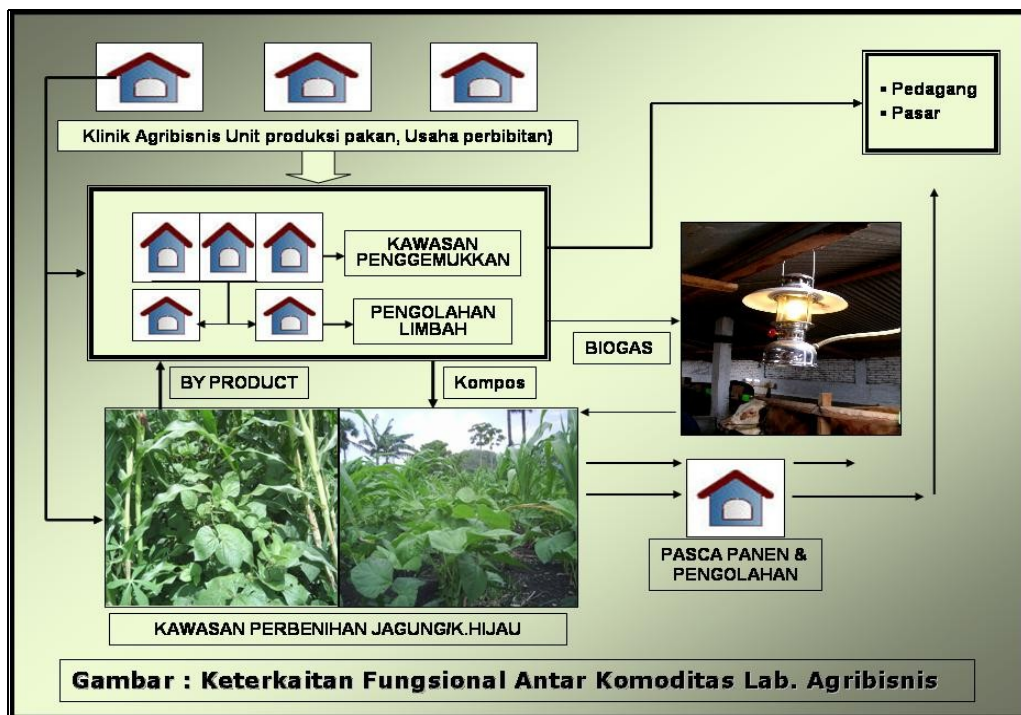 ▪ Pedagang
▪ Pasar
Klinik Agribisnis Unit produksi pakan, Usaha perbibitan)
KAWASAN
PENGGEMUKKAN
PENGOLAHAN
LIMBAH
BIOGAS
BY PRODUCT
Kompos
PASCA PANEN &
PENGOLAHAN
KAWASAN PERBENIHAN JAGUNG/K.HIJAU
Gambar : Keterkaitan Fungsional Antar Komoditas Lab. Agribisnis